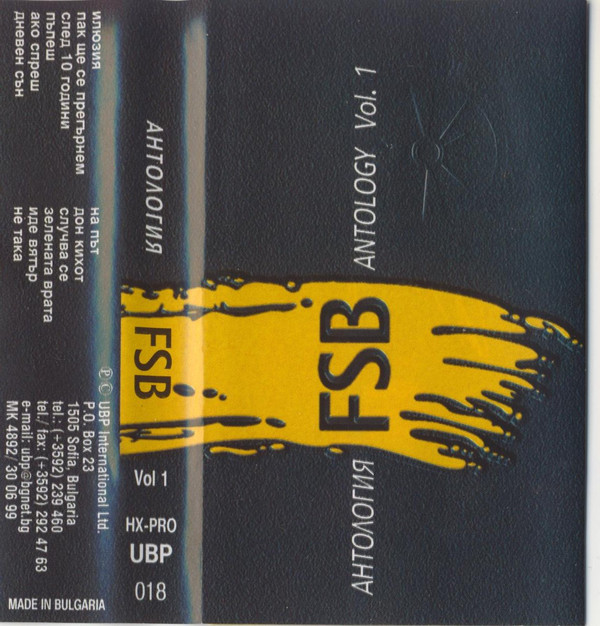 ANTOLOGY Vol. 1
FSB
АНТОЛОГИЯ
АНТОЛОГИЯ
FSB
Vol 1
HX-PRO
UBP
018
илюзия
пак ще се прегърнем
след 10 години
пъпеш
ако спреш
дневен сън
на път
дон кихот
случва се
зелената врата
иде вятър
не така
℗ © UBP International Ltd.
P.O. Box 23
1505 Sofia, Bulgaria
tel.: (+3592) 239 460
tel./ fax: (+3592) 292 47 63
e-mail: ubp@bgnet.bg
MK 4892/ 30 06 99
MADE IN BULGARIA